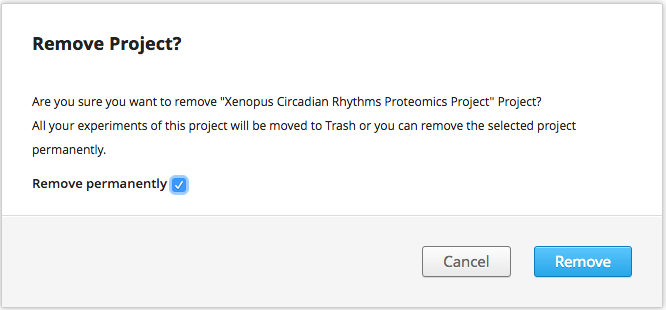 Remove Project?
Are you sure you want to remove "Xenopus Circadian Rhythms Proteomics Project" Project?
All your experiments of this project will be moved to Trash or you can remove the selected project
permanently.
Remove permanently
Cancel Remove